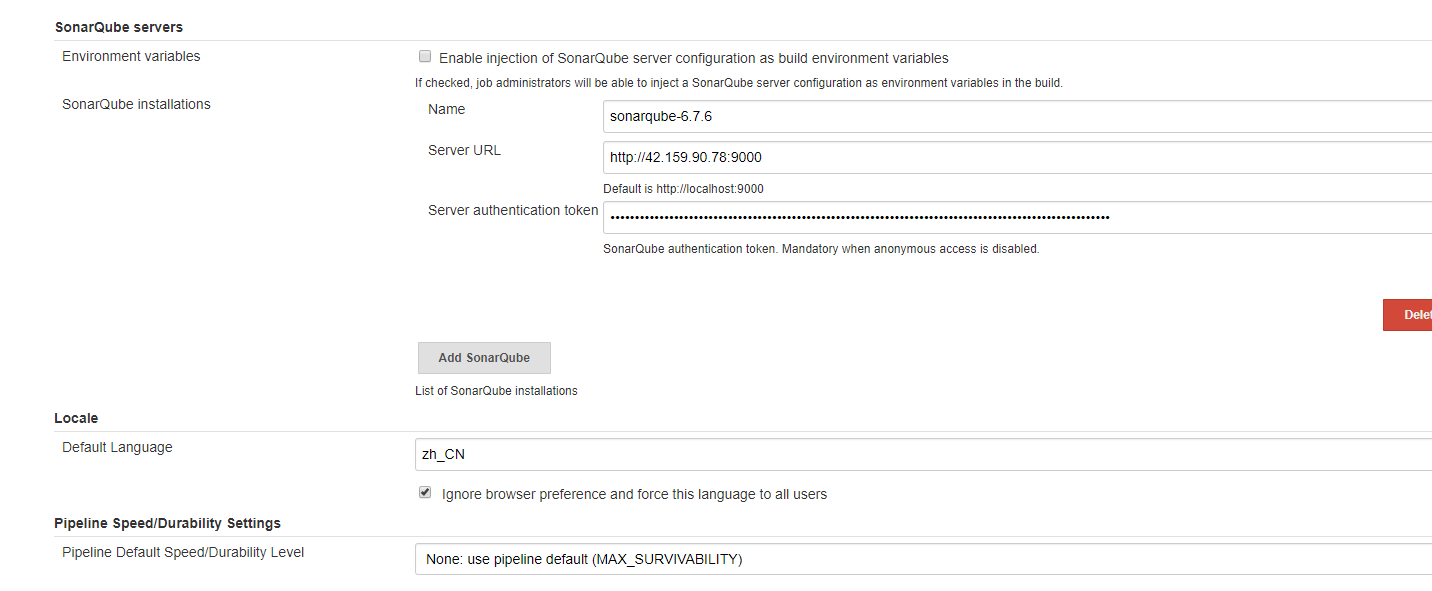 SonarQube servers
Environment variables
Enable injection of SonarQube server configuration as build environment variables
If checked, job administrators will be able to inject a SonarQube server configuration as environment variables in the build.
SonarQube installations
Name
sonarqube-6.7.6
Server URL
http://42.159.90.78:9000
Default is http://localhost:9000
Server authentication token
SonarQube authentication token. Mandatory when anonymous access is disabled.
Delet
Add SonarQube
List of SonarQube installations
Locale
Default Language
zh_CN
Ignore browser preference and force this language to all users
Pipeline Speed/Durability Settings
Pipeline Default Speed/Durability Level
None: use pipeline default (MAX_SURVIVABILITY)